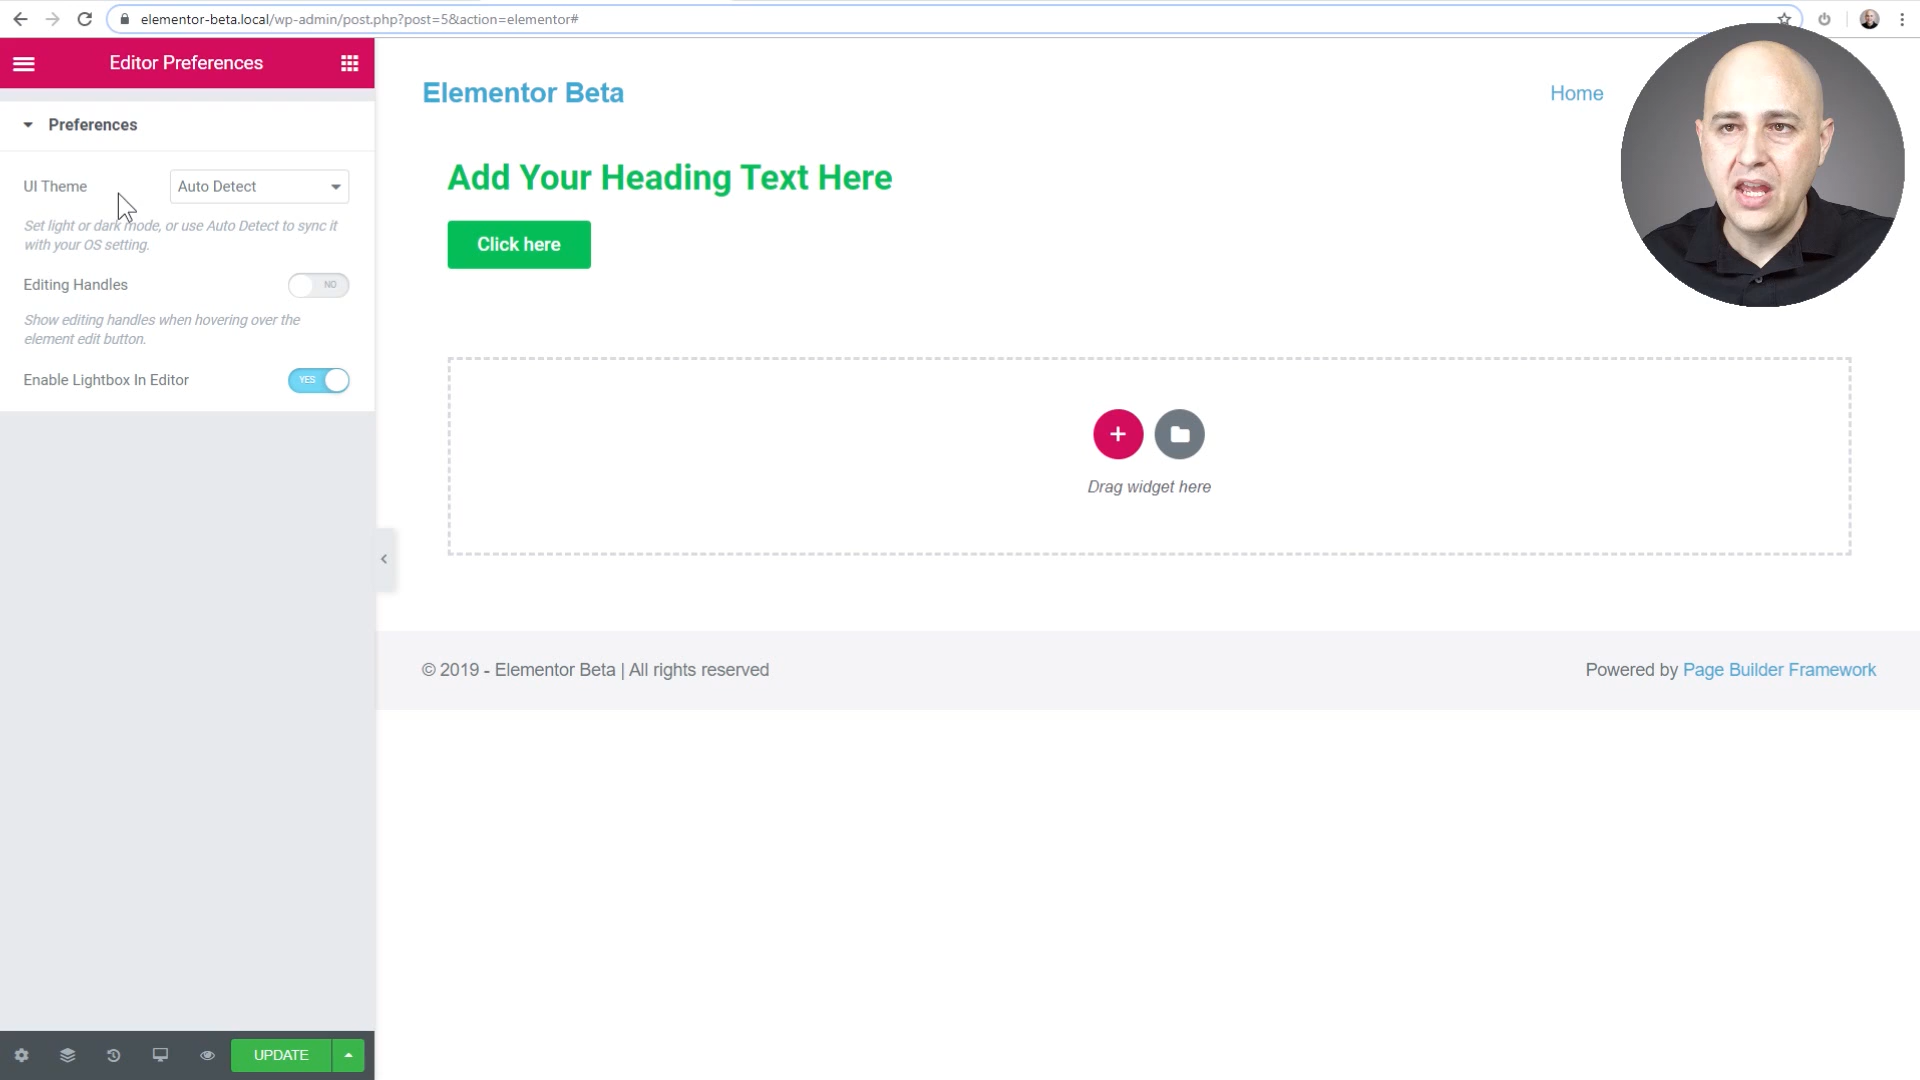 elementor-beta.local/wp-admin/post.php?post=5&action=elementor#
Editor Preferences
Preferences
UI Theme
Auto Detect
Set light or dark mode, or use Auto Detect to sync it
with your OS setting.
Editing Handles
NO
Show editing handles when hovering over the
element edit button.
Enable Lightbox In Editor
YES
UPDATE
Elementor Beta
Home
Add Your Heading Text Here
Click here
Drag widget here
© 2019 - Elementor Beta | All rights reserved
Powered by Page Builder Framework